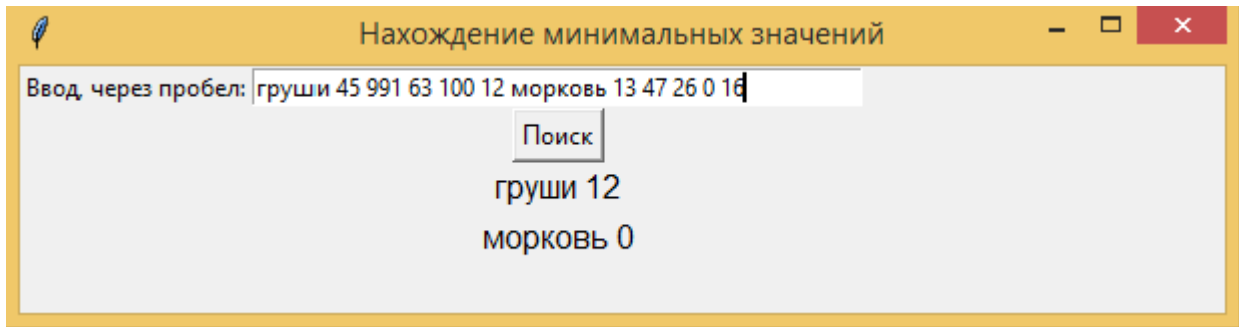 Нахождение минимальных значений
Ввод, через пробел: груши 45 991 63 100 12 морковь 13 47 26 0 16
Поиск
груши 12
морковь 0